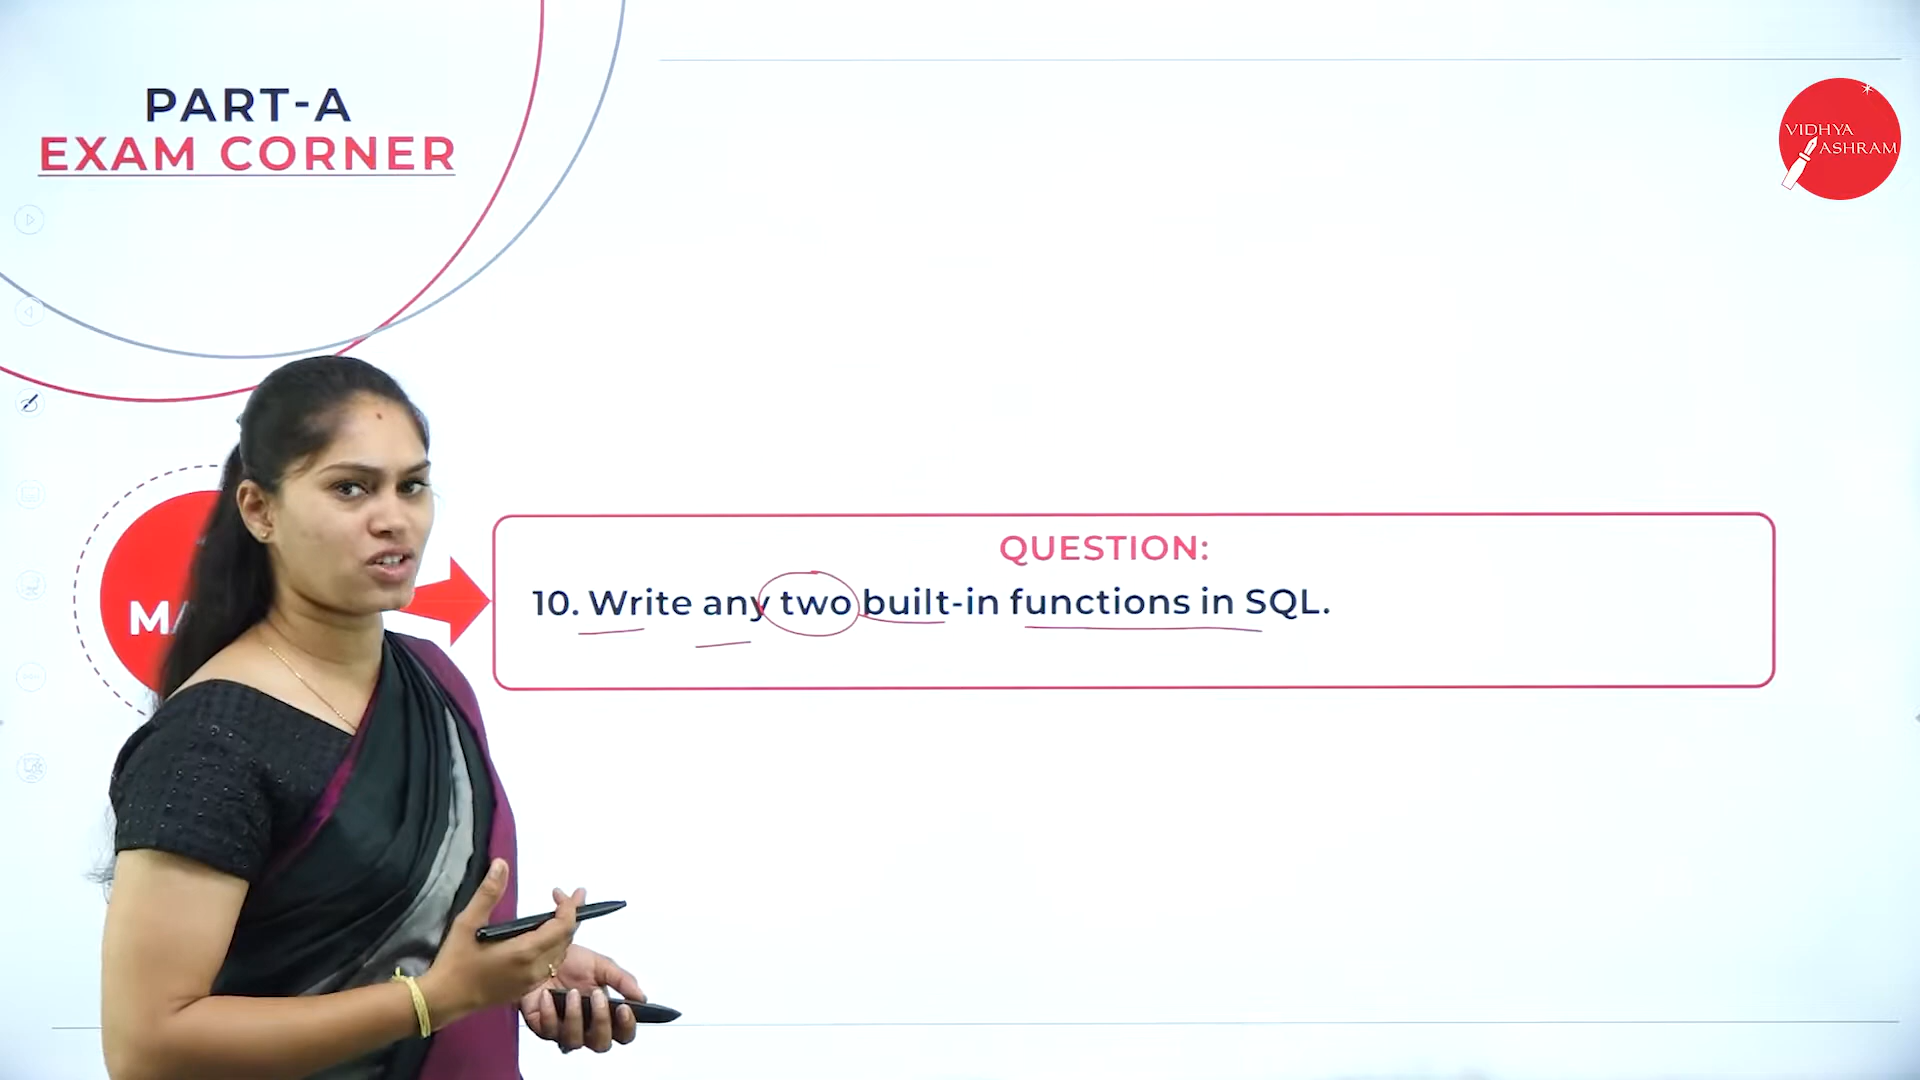 PART-A
EXAM CORNER
VIDHYA
ASHRAM
QUESTION:
10. Write any two built-in functions in SQL.